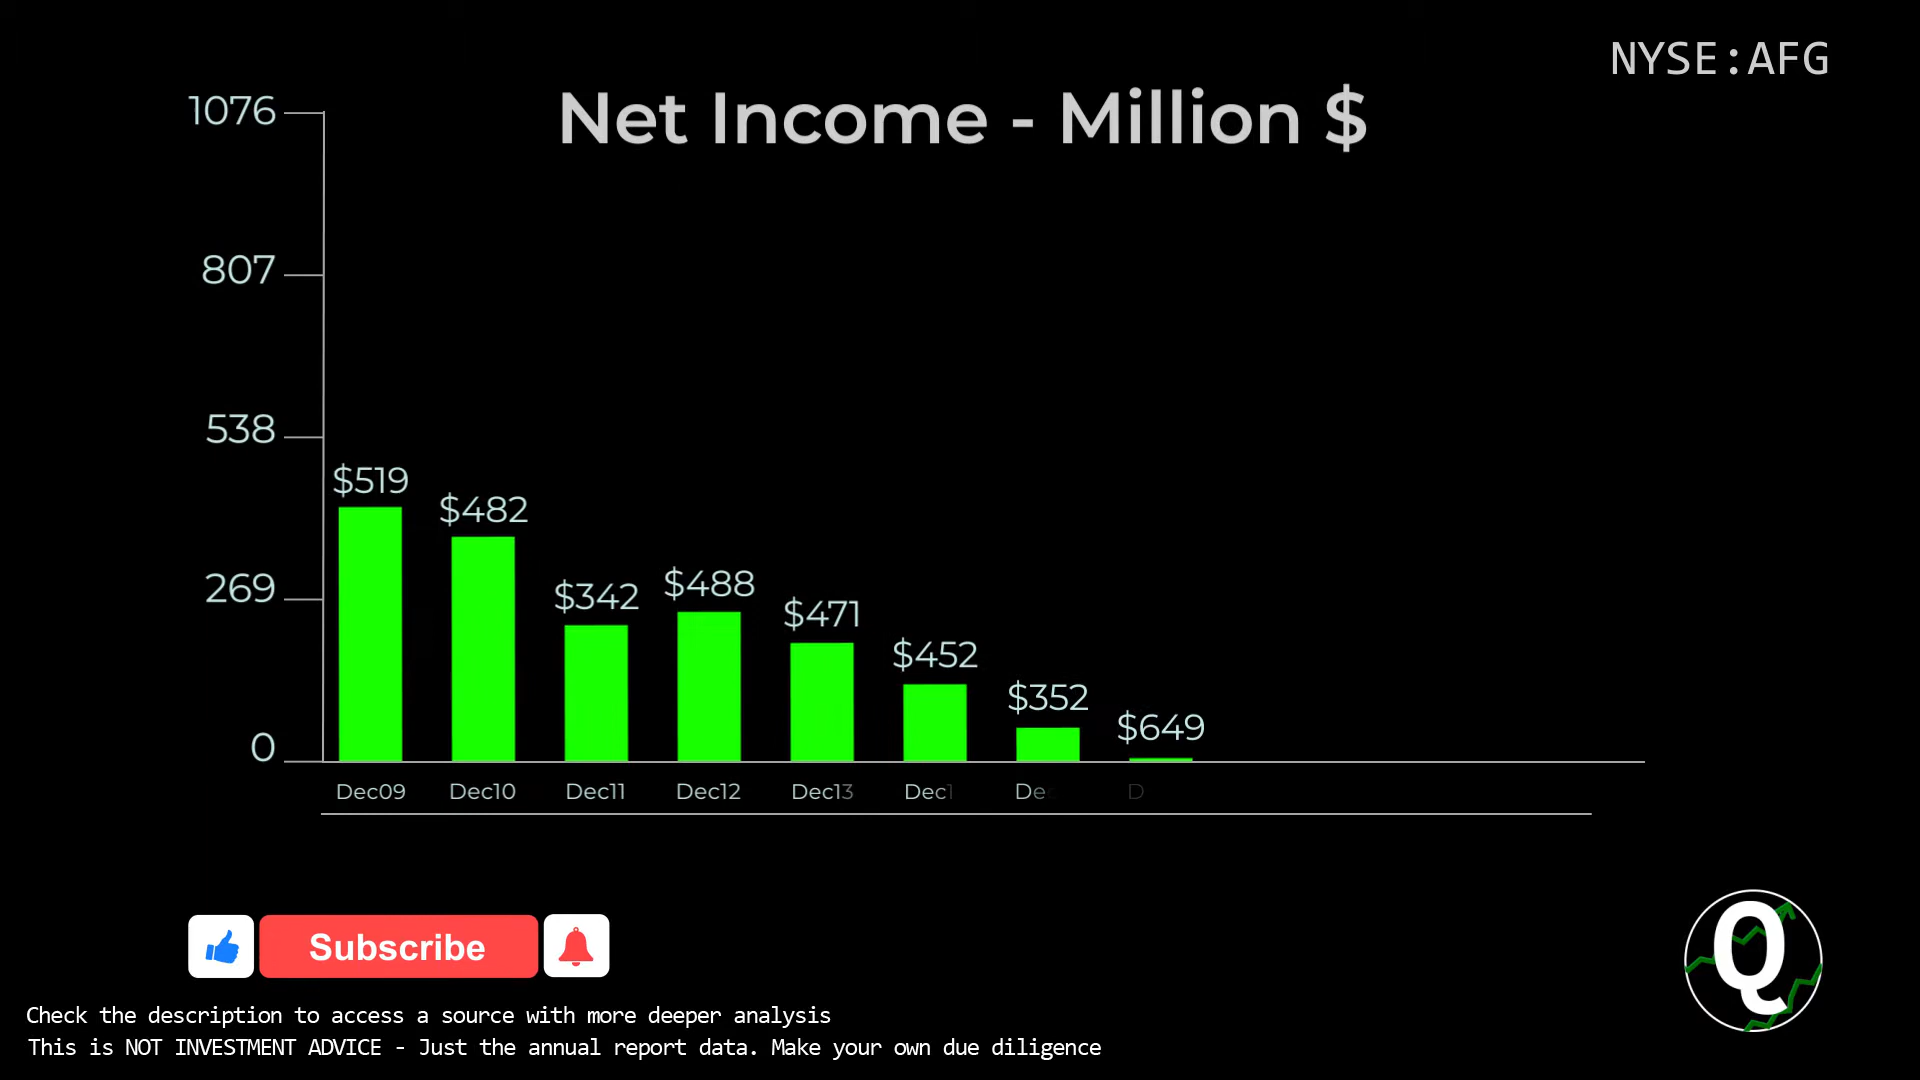 NYSE:AFG
Net Income - Million $
1076
807
538
269
0
$519
$482
$342
$488
$471
$452
$352
$649
Dec09 Dec10 Dec11 Dec12 Dec13 Dec1 De D
Subscribe
Q
Check the description to access a source with more deeper analysis
This is NOT INVESTMENT ADVICE - Just the annual report data. Make your own due diligence